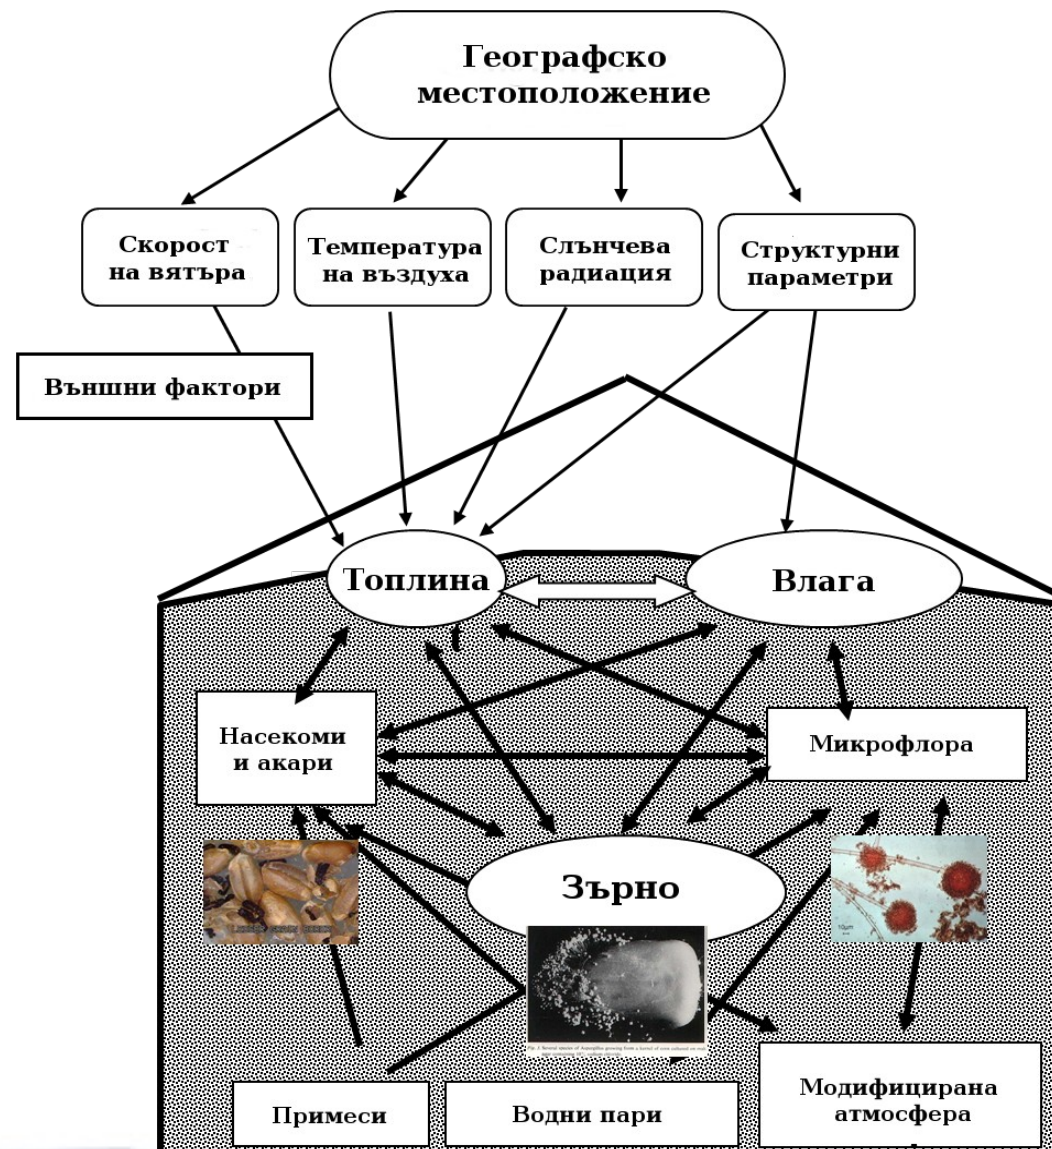 Географско
местоположение
Скорост
на вятъра
Температура
на въздуха
Слънчева
радиация
Структурни
параметри
Външни фактори
Топлина
Влага
Насекоми
и акари
Микрофлора
Зърно
10µm
Примеси
Водни пари
Модифицирана
атмосфера